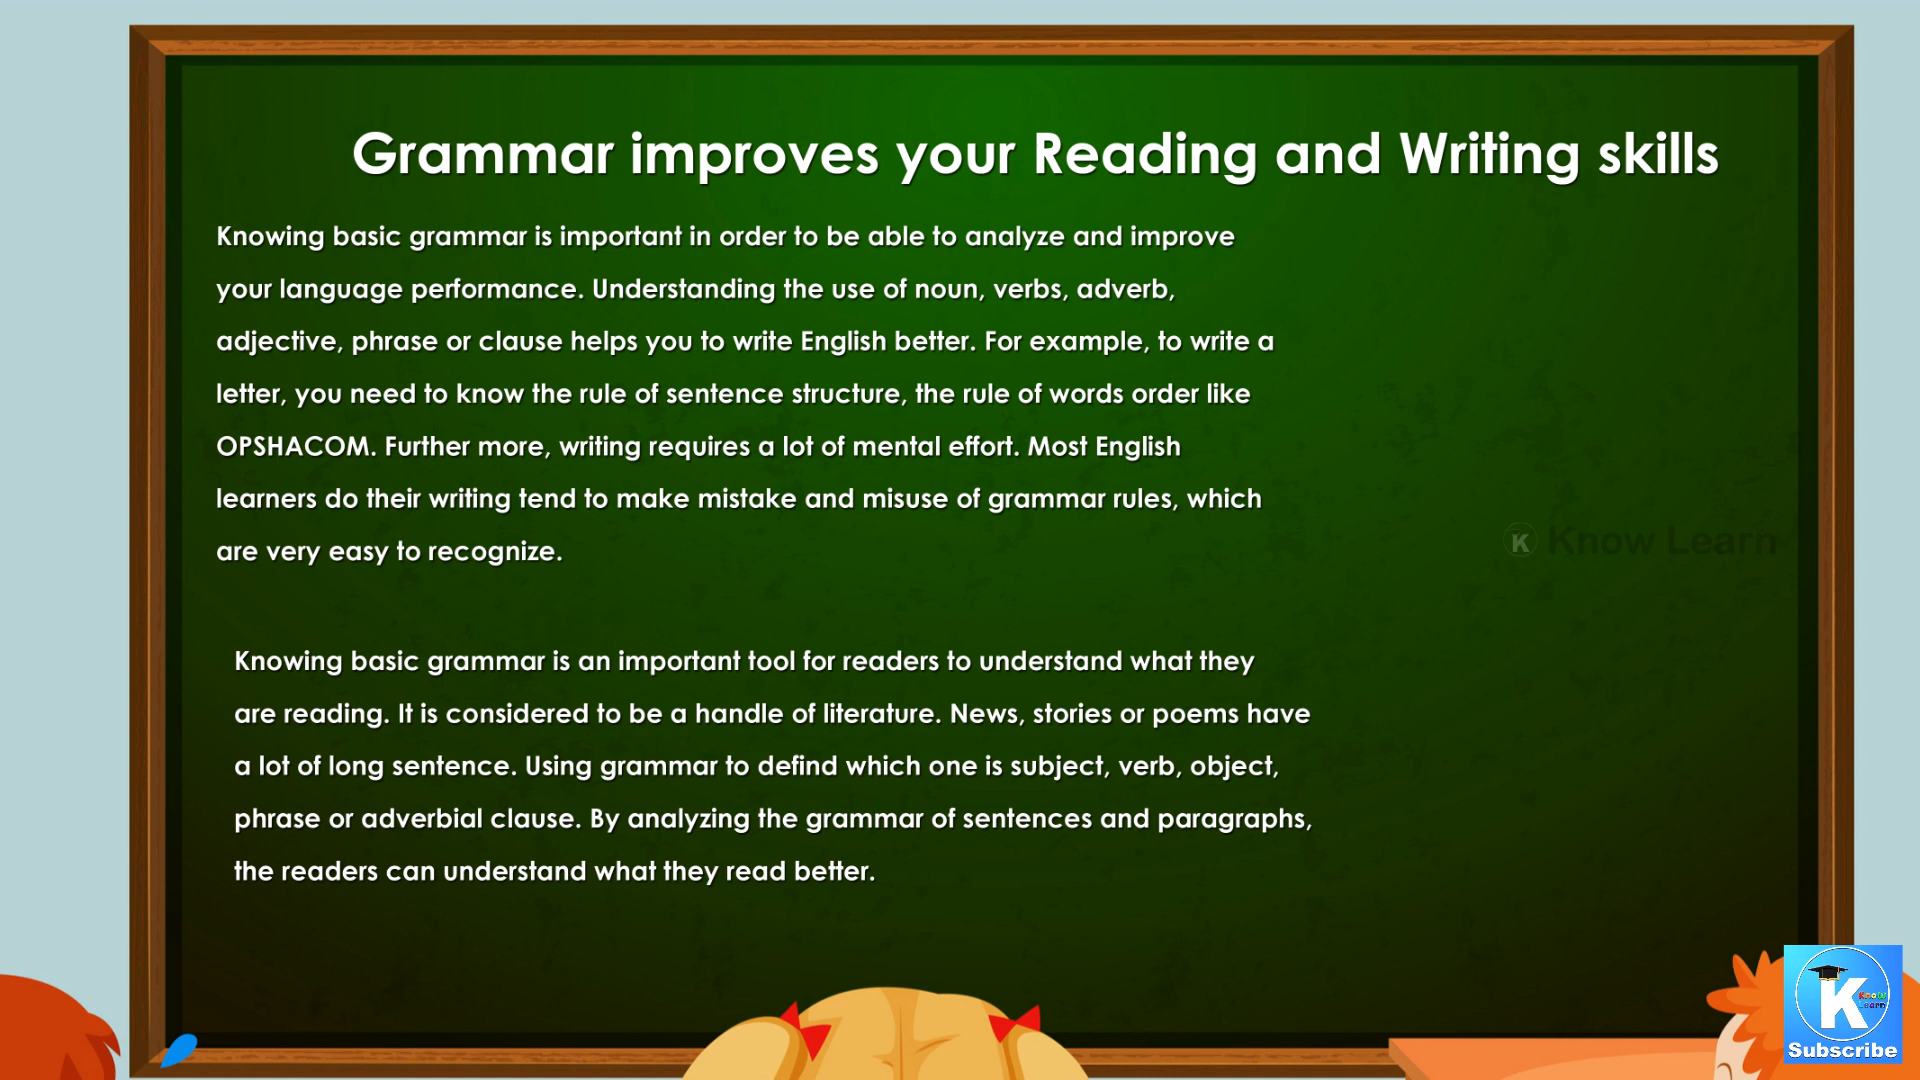 Grammar improves your Reading and Writing skills
Knowing basic grammar is important in order to be able to analyze and improve
your language performance. Understanding the use of noun, verbs, adverb,
adjective, phrase or clause helps you to write English better. For example, to write a
letter, you need to know the rule of sentence structure, the rule of words order like
OPSHACOM. Further more, writing requires a lot of mental effort. Most English
learners do their writing tend to make mistake and misuse of grammar rules, which
are very easy to recognize.
K Know Learn
Knowing basic grammar is an important tool for readers to understand what they
are reading. It is considered to be a handle of literature. News, stories or poems have
a lot of long sentence. Using grammar to defind which one is subject, verb, object,
phrase or adverbial clause. By analyzing the grammar of sentences and paragraphs,
the readers can understand what they read better.
K Know
Learn
Subscribe